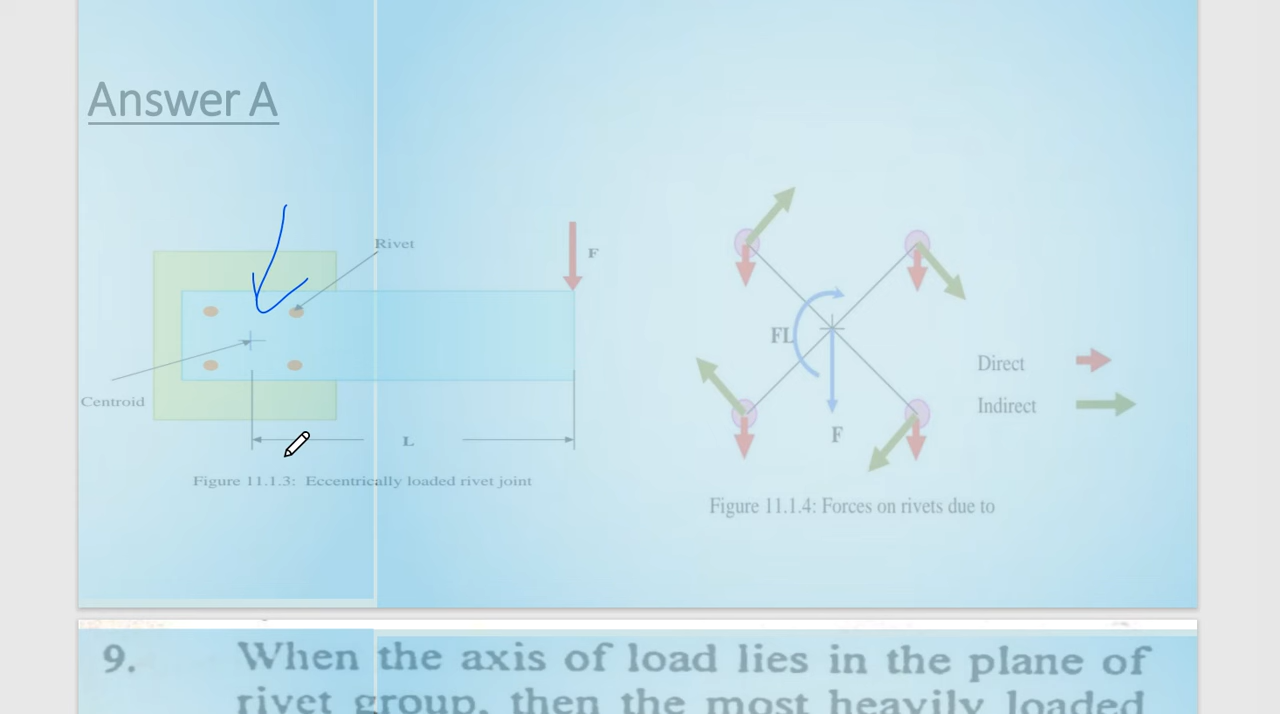 Answer A
Rivet
F
Centroid
L
Figure 11.1.3: Eccentrically loaded rivet joint
FL
F
Direct
Indirect
Figure 11.1.4: Forces on rivets due to
9. When the axis of load lies in the plane of
rivet group, then the most heavily loaded